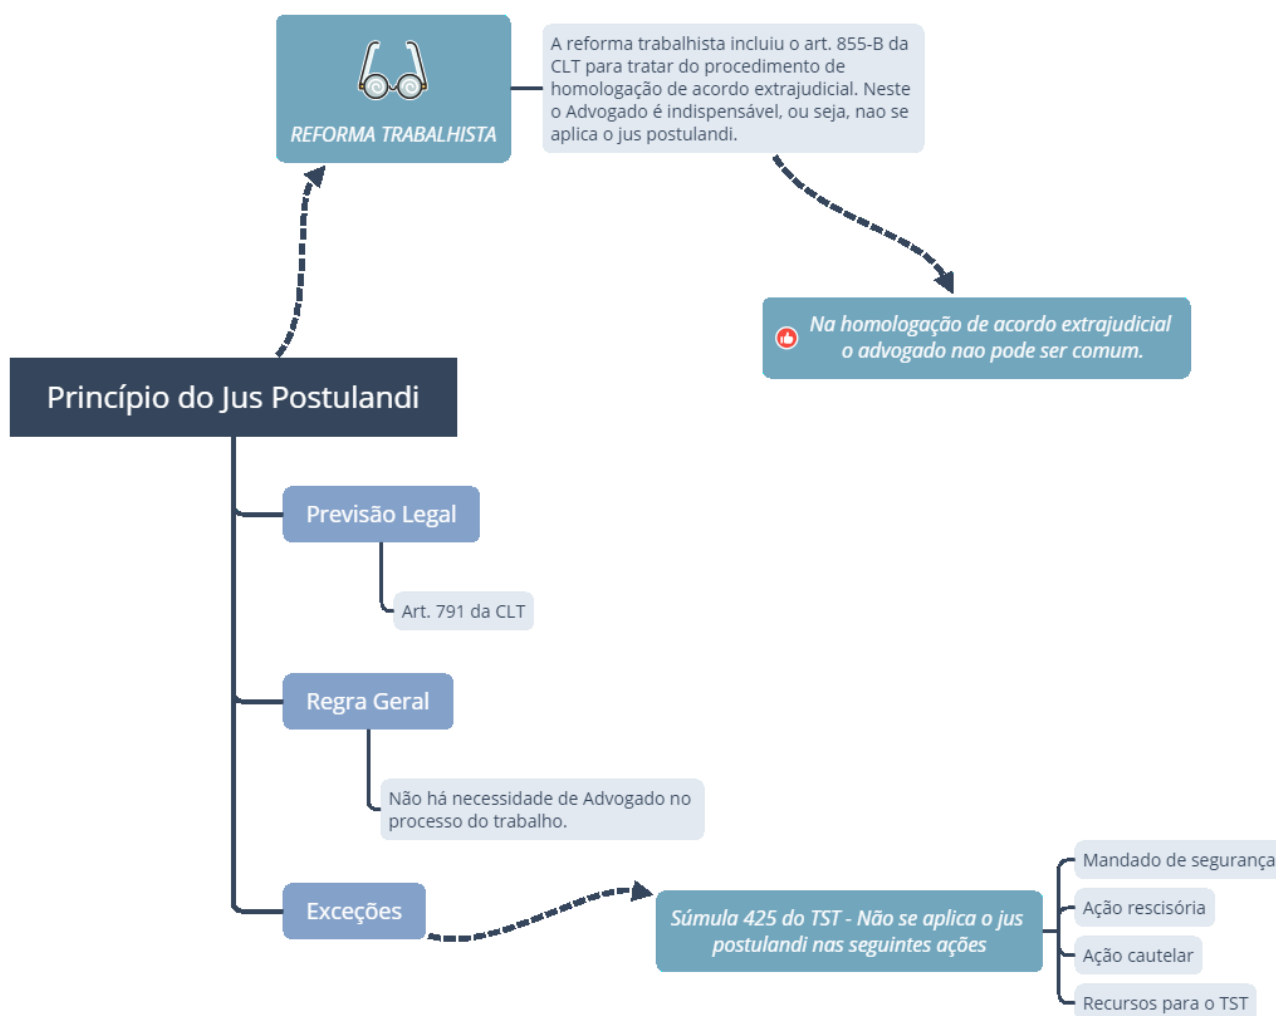 REFORMA TRABALHISTA
A reforma trabalhista incluiu o art. 855-B da
CLT para tratar do procedimento de
homologação de acordo extrajudicial. Neste
o Advogado é indispensável, ou seja, nao se
aplica o jus postulandi.
Na homologação de acordo extrajudicial
o advogado nao pode ser comum.
Princípio do Jus Postulandi
Previsão Legal
Art. 791 da CLT
Regra Geral
Não há necessidade de Advogado no
processo do trabalho.
Exceções
Súmula 425 do TST - Não se aplica o jus
postulandi nas seguintes ações
Mandado de segurança
Ação rescisória
Ação cautelar
Recursos para o TST